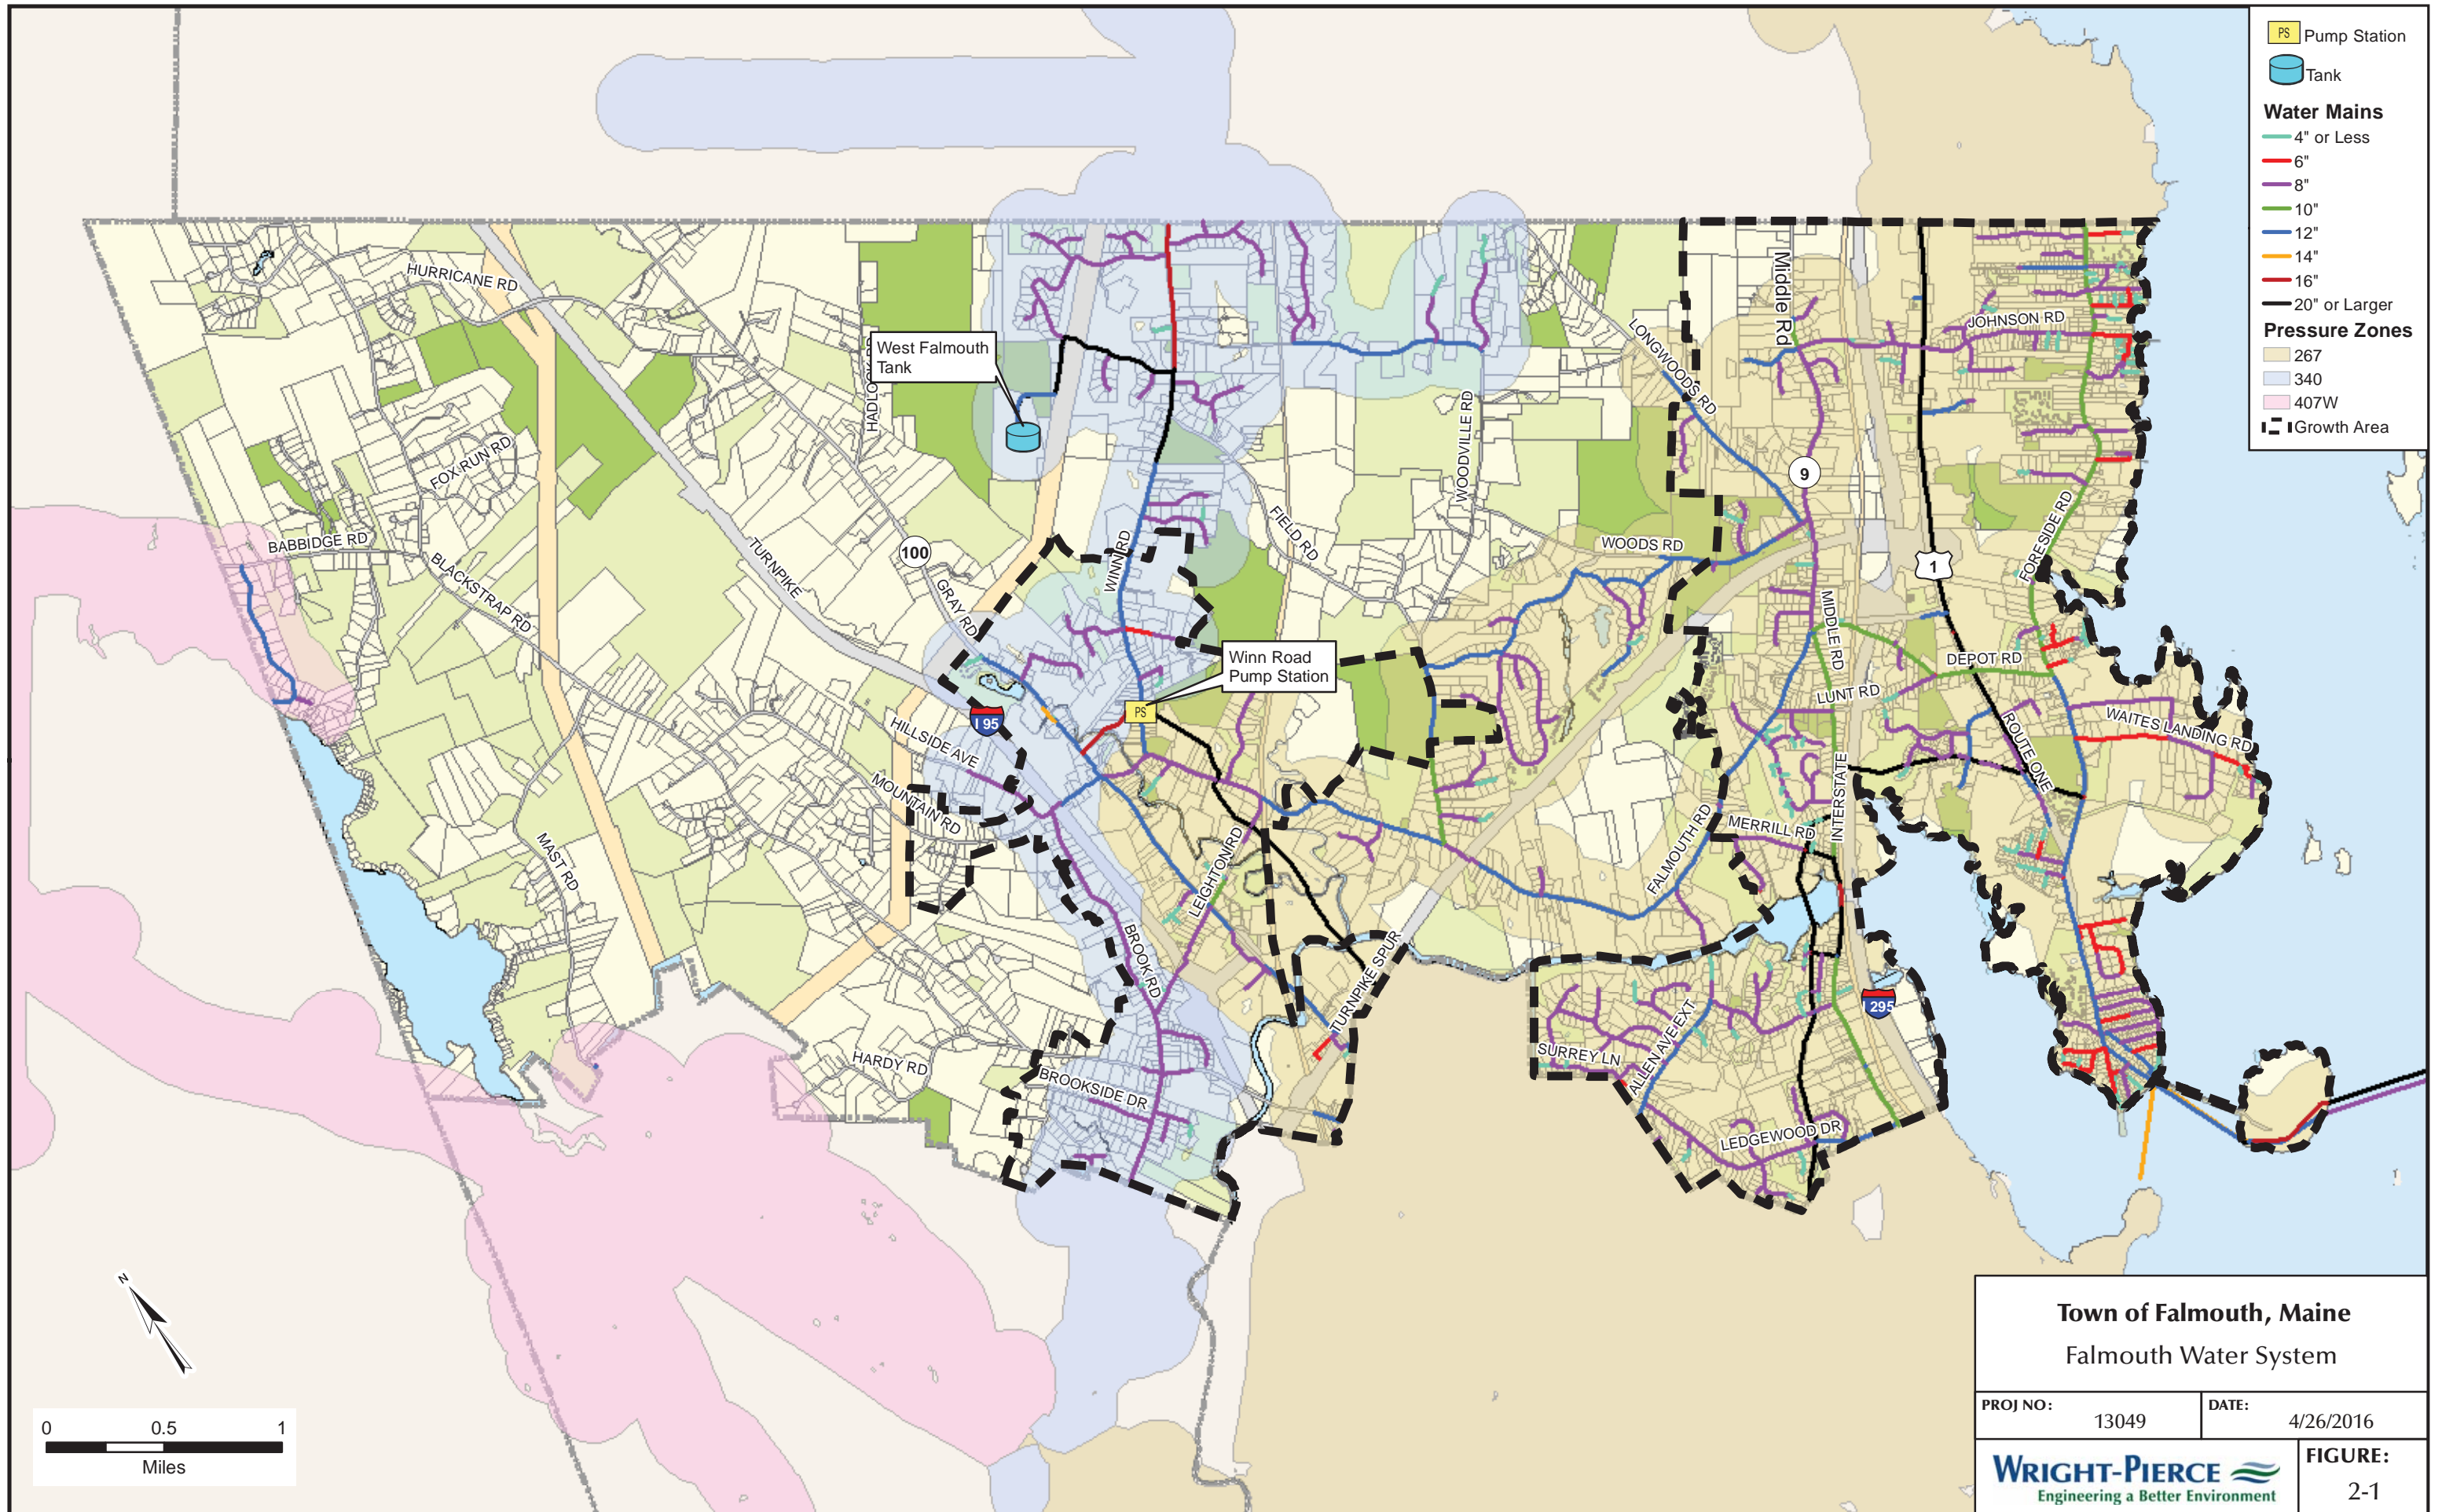 PS Pump Station
Tank
Water Mains
4" or Less
6"
8"
10"
12"
14"
16"
20" or Larger
Pressure Zones
267
340
407W
Growth Area
HURRICANE RD
West Falmouth
Tank
FOX RUN RD
BABBIDGE RD
BLACKSTRAP RD
TURNPIKE
100
GRAY RD
WINN RD
FIELD RD
WOODVILLE RD
LONGWOODS RD
Middle Rd
JOHNSON RD
9
WOODS RD
1
FORESIDE RD
MIDDLE RD
DEPOT RD
LUNT RD
Winn Road
Pump Station
PS
I 95
HILLSIDE AVE
MOUNTAIN RD
MAST RD
ROUTE ONE
WAITES LANDING RD
INTERSTATE
MERRILL RD
FALMOUTH RD
LEIGHTON RD
BROOK RD
TURNPIKE SPUR
I 295
HARDY RD
BROOKSIDE DR
SURREY LN
ALLEN AVE EXT
LEDGEWOOD DR
N
0 0.5 1
Miles
Town of Falmouth, Maine
Falmouth Water System
PROJ NO:
13049
DATE:
4/26/2016
WRIGHT-PIERCE
Engineering a Better Environment
FIGURE:
2-1